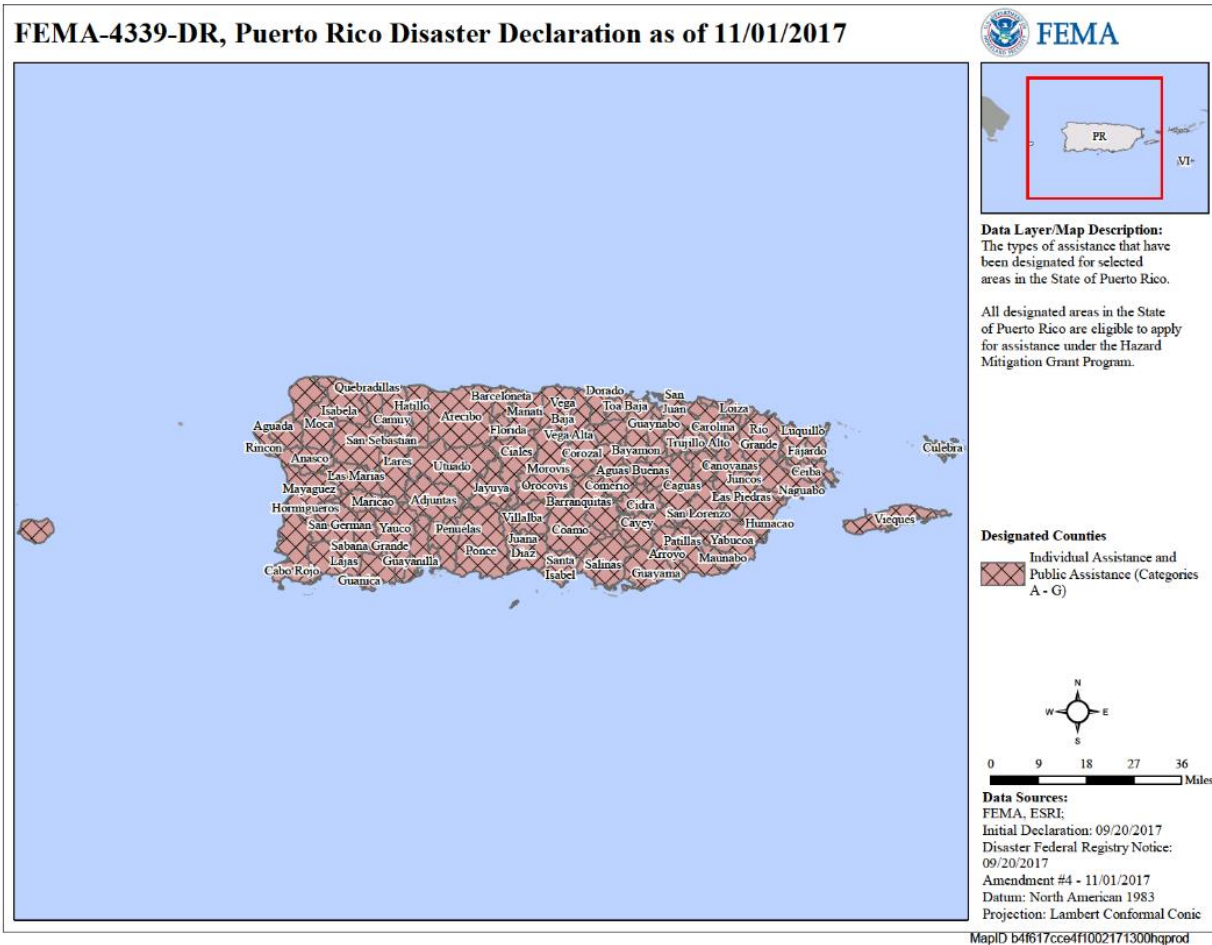 FEMA-4339-DR, Puerto Rico Disaster Declaration as of 11/01/2017
FEMA
PR
VI
Data Layer/Map Description:
The types of assistance that have
been designated for selected
areas in the State of Puerto Rico.
All designated areas in the State
of Puerto Rico are eligible to apply
for assistance under the Hazard
Mitigation Grant Program.
Quebradillas
Isabela
Hatillo
Camuy
Arecibo
Barceloneta
Manati
Vega
Baja
Dorado
Toa Baja
San
Juan
Loiza
Aguada
Moca
Florida
Vega Alta
Guaynabo
Carolina
Rio
Grande
Luquillo
Rincon
San Sebastian
Ciales
Corozal
Bayamon
Trujillo Alto
Fajardo
Culebra
Anasco
Lares
Utuado
Morovis
Aguas Buenas
Canovanas
Ceiba
Las Marias
Mayaguez
Jayuya
Orocovis
Comerio
Caguas
Juncos
Naguabo
Hormigueros
Maricao
Adjuntas
Barranquitas
Cidra
Las Piedras
San German
Yauco
Penuelas
Villalba
Coamo
Cayey
San Lorenzo
Humacao
Vieques
Sabana Grande
Juana
Diaz
Patillas
Yabucoa
Cabo Rojo
Lajas
Guayanilla
Ponce
Santa
Isabel
Salinas
Arroyo
Maunabo
Guanica
Guayama
Designated Counties
Individual Assistance and
Public Assistance (Categories
A - G)
N
W
E
S
0 9 18 27 36
Miles
Data Sources:
FEMA, ESRI;
Initial Declaration: 09/20/2017
Disaster Federal Registry Notice:
09/20/2017
Amendment #4 - 11/01/2017
Datum: North American 1983
Projection: Lambert Conformal Conic
MapID b4f617cce4f1002171300hqprod